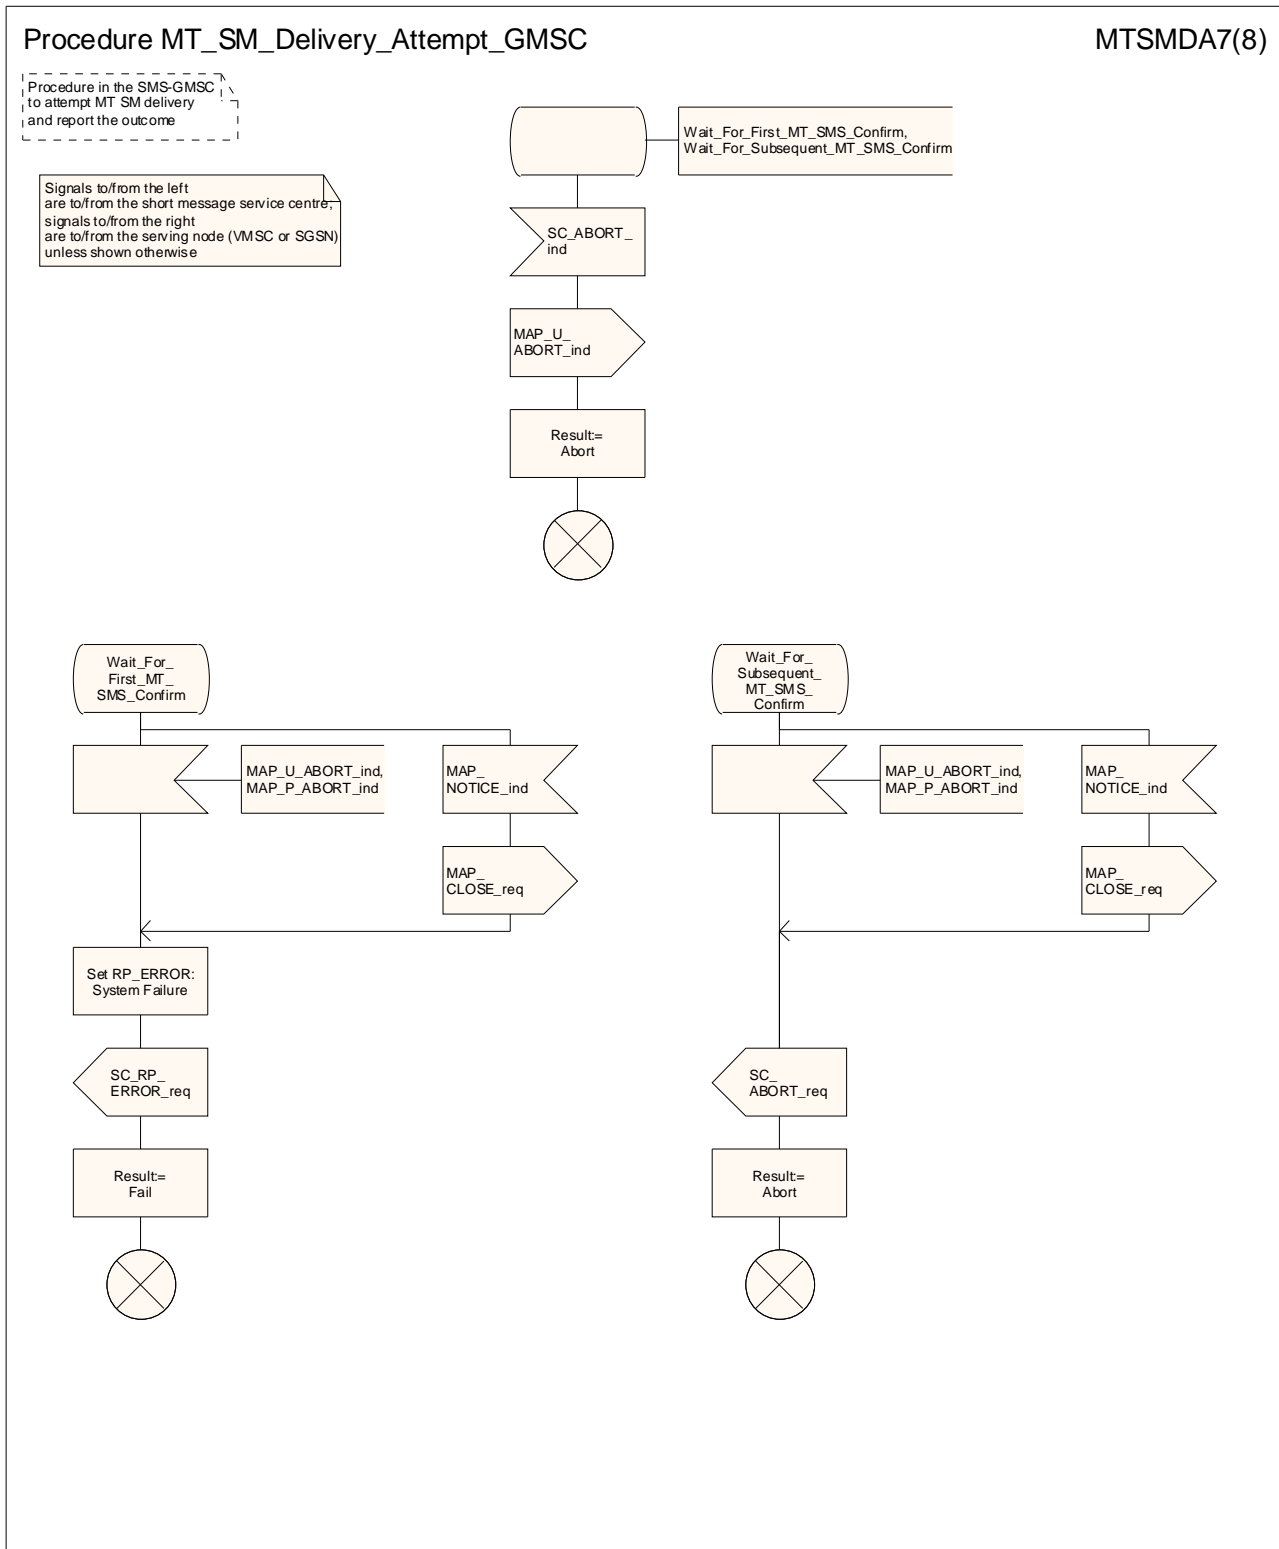 Procedure MT_SM_Delivery_Attempt_GMSC
MTSMDA7(8)
Procedure in the SMS-GMSC
to attempt MT SM delivery
and report the outcome
Signals to/from the left
are to/from the short message service centre;
signals to/from the right
are to/from the serving node (VMSC or SGSN)
unless shown otherwise
Wait_For_First_MT_SMS_Confirm,
Wait_For_Subsequent_MT_SMS_Confirm
SC_ABORT_
ind
MAP_U_
ABORT_ind
Result:=
Abort
Wait_For_
First_MT_
SMS_Confirm
MAP_U_ABORT_ind,
MAP_P_ABORT_ind
MAP_
NOTICE_ind
MAP_
CLOSE_req
Set RP_ERROR:
System Failure
SC_RP_
ERROR_req
Result:=
Fail
Wait_For_
Subsequent_
MT_SMS_
Confirm
MAP_U_ABORT_ind,
MAP_P_ABORT_ind
MAP_
NOTICE_ind
MAP_
CLOSE_req
SC_
ABORT_req
Result:=
Abort